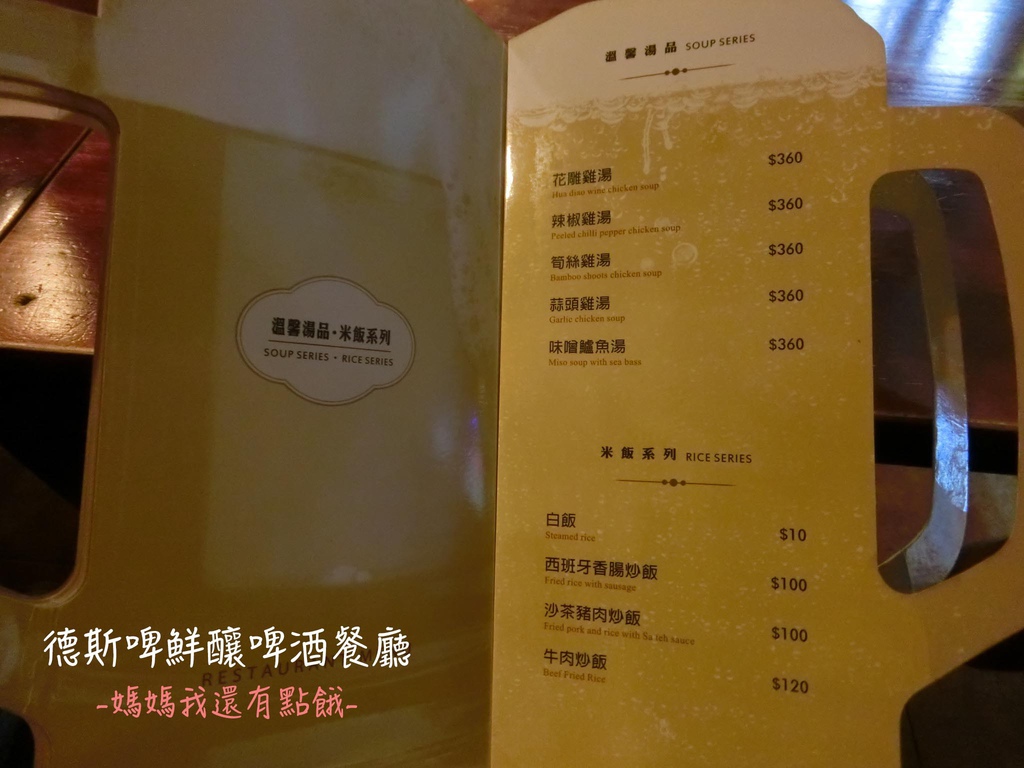 溫馨湯品・米飯系列
SOUP SERIES • RICE SERIES
德斯啤鮮釀啤酒餐廳
RESTAURANT
-媽媽我還有點餓-
溫馨湯品 SOUP SERIES
花雕雞湯 $360
Hua diao wine chicken soup
辣椒雞湯 $360
Peeled chilli pepper chicken soup
筍絲雞湯 $360
Bamboo shoots chicken soup
蒜頭雞湯 $360
Garlic chicken soup
味噌鱸魚湯 $360
Miso soup with sea bass
米飯系列 RICE SERIES
白飯 $10
Steamed rice
西班牙香腸炒飯 $100
Fried rice with sausage
沙茶豬肉炒飯 $100
Fried pork and rice with Sa teh sauce
牛肉炒飯 $120
Beef Fried Rice